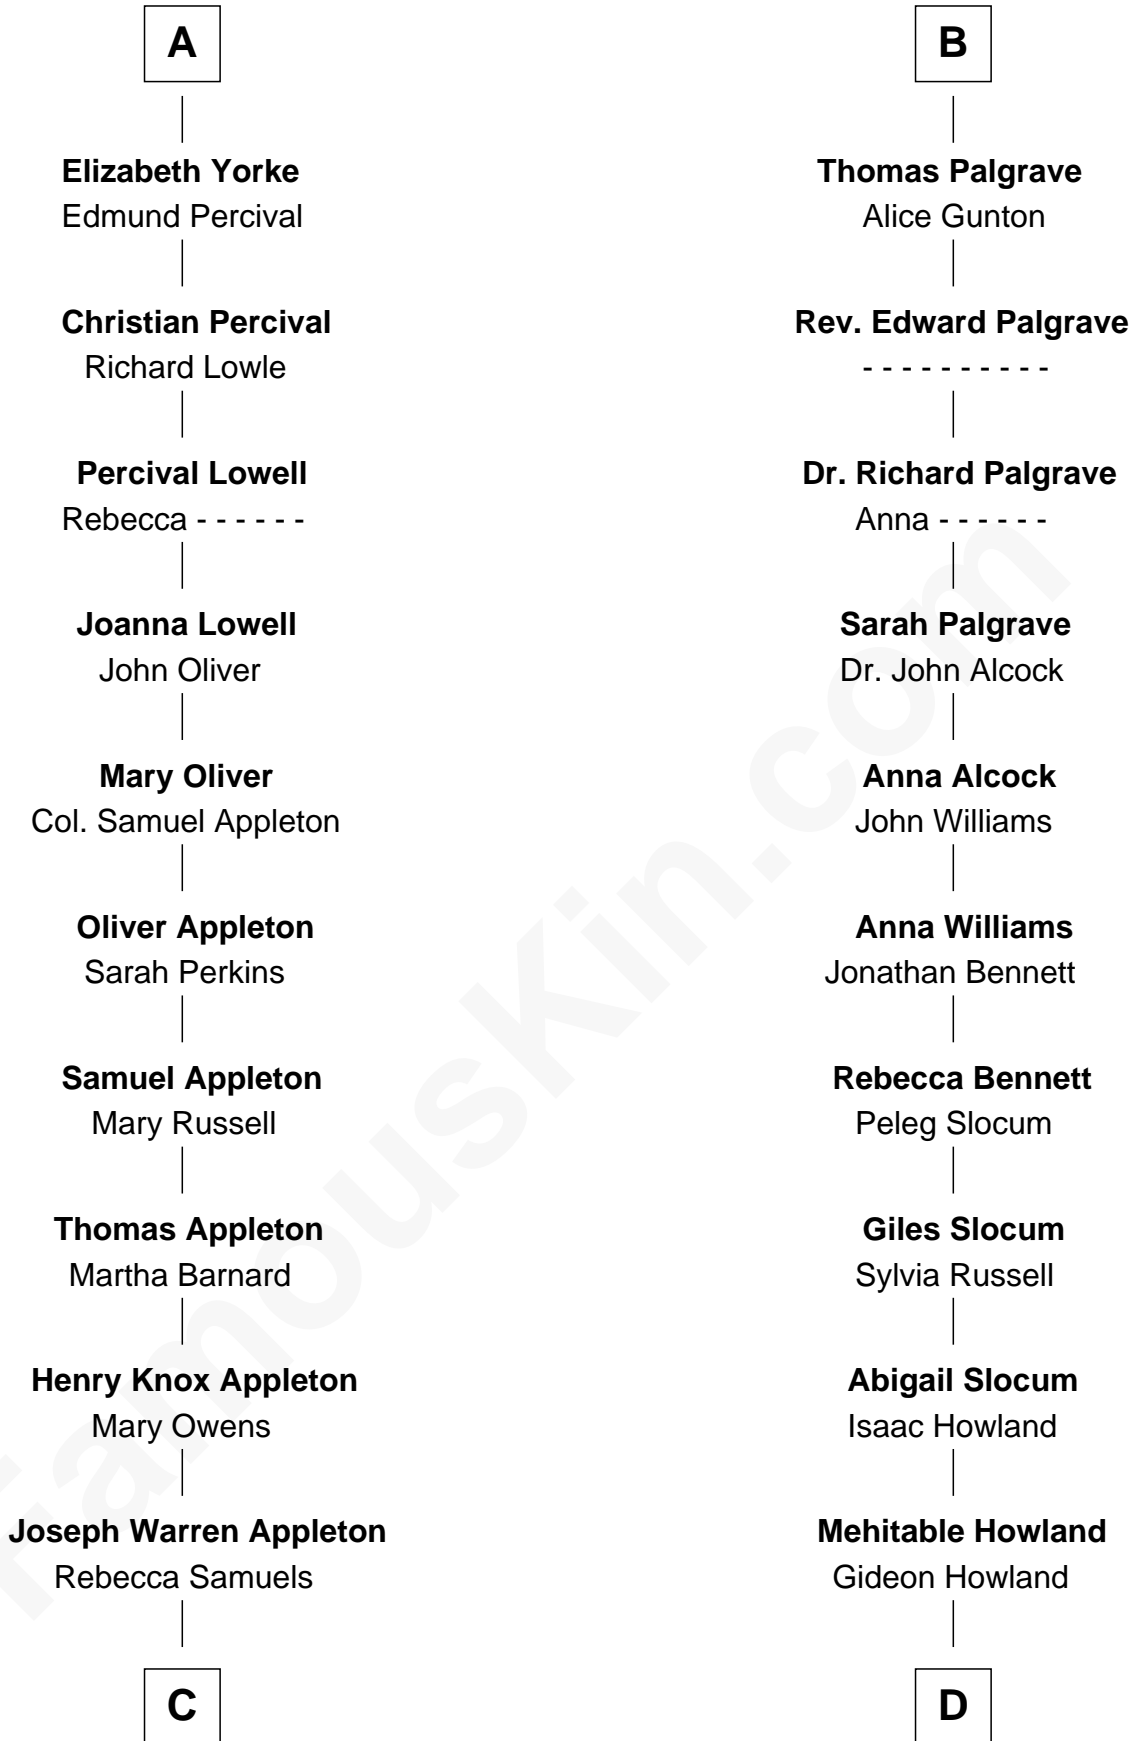 A
Elizabeth Yorke
Edmund Percival
Christian Percival
Richard Lowle
Percival Lowell
Rebecca - - - - - -
Joanna Lowell
John Oliver
Mary Oliver
Col. Samuel Appleton
Oliver Appleton
Sarah Perkins
Samuel Appleton
Mary Russell
Thomas Appleton
Martha Barnard
Henry Knox Appleton
Mary Owens
Joseph Warren Appleton
Rebecca Samuels
C
B
Thomas Palgrave
Alice Gunton
Rev. Edward Palgrave
- - - - - - - - - -
Dr. Richard Palgrave
Anna - - - - - -
Sarah Palgrave
Dr. John Alcock
Anna Alcock
John Williams
Anna Williams
Jonathan Bennett
Rebecca Bennett
Peleg Slocum
Giles Slocum
Sylvia Russell
Abigail Slocum
Isaac Howland
Mehitable Howland
Gideon Howland
D
FamousKin.com